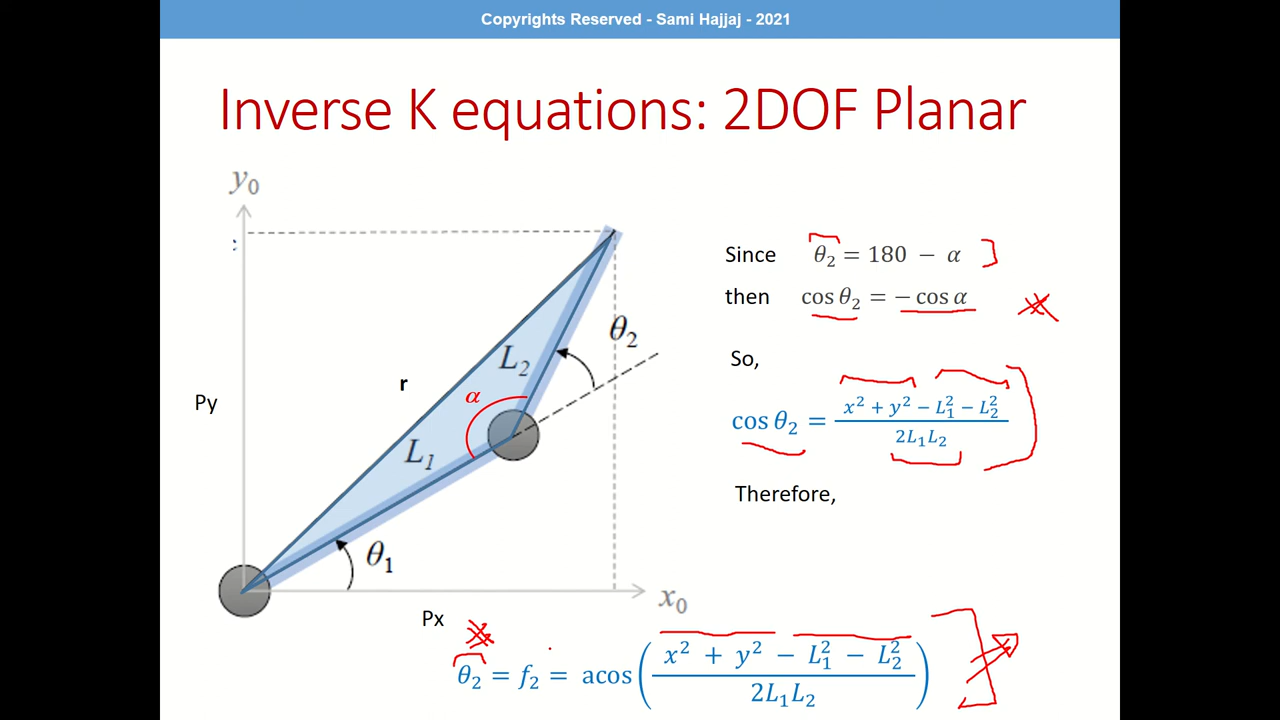 Copyrights Reserved - Sami Hajjaj - 2021
Inverse K equations: 2DOF Planar
y₀
Since θ₂ = 180 − α
then cos θ₂ = − cos α
θ₂
So,
L₂
r
α
Py
cos θ₂ = (x² + y² − L₁² − L₂²) / 2L₁L₂
L₁
Therefore,
θ₁
x₀
Px
θ₂ = f₂ = acos((x² + y² − L₁² − L₂²) / 2L₁L₂)